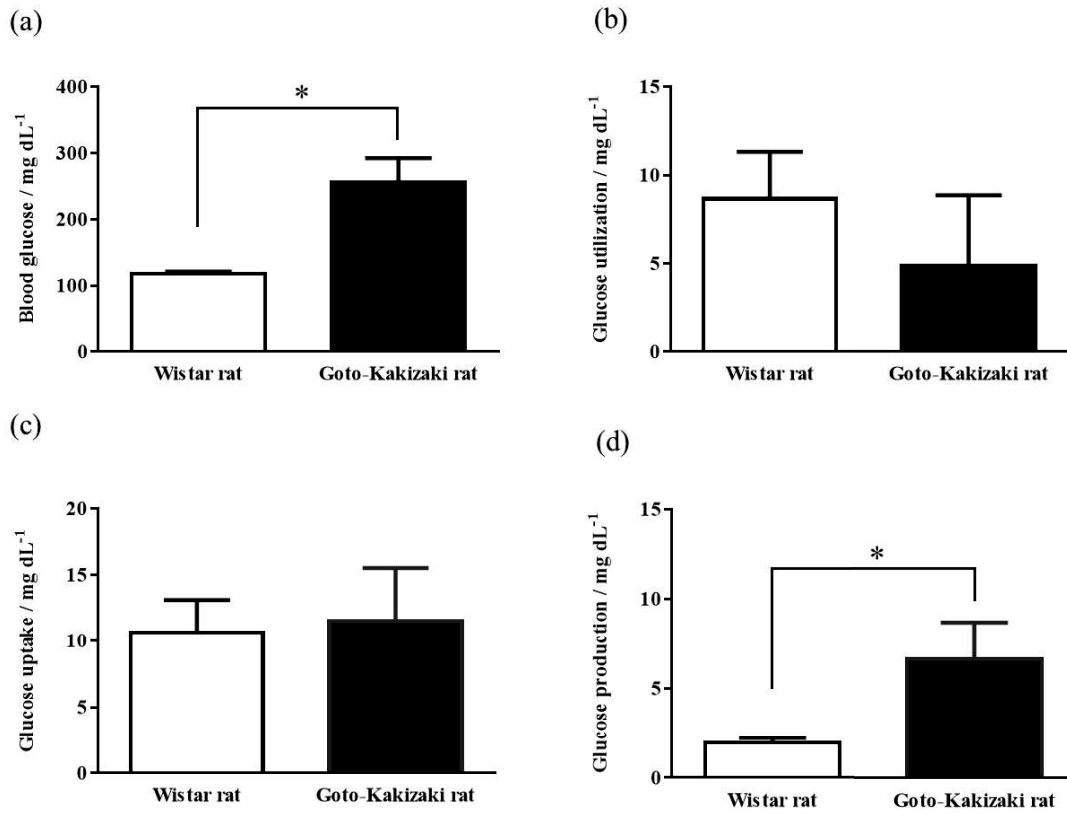 (a)
Blood glucose / mg dL⁻¹
400
300
200
100
0
*
Wistar rat
Goto-Kakizaki rat
(b)
Glucose utilization / mg dL⁻¹
15
10
5
0
Wistar rat
Goto-Kakizaki rat
(c)
Glucose uptake / mg dL⁻¹
20
15
10
5
0
Wistar rat
Goto-Kakizaki rat
(d)
Glucose production / mg dL⁻¹
15
10
5
0
*
Wistar rat
Goto-Kakizaki rat